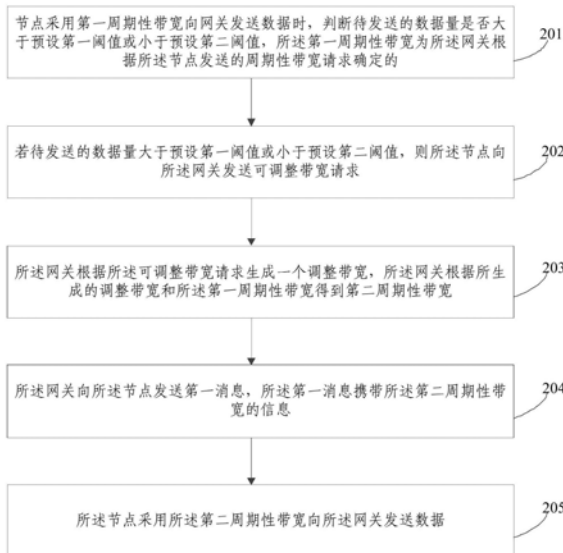 节点采用第一周期性带宽向网关发送数据时，判断待发送的数据量是否大
于预设第一阈值或小于预设第二阈值，所述第一周期性带宽为所述网关根
据所述节点发送的周期性带宽请求确定的
201
若待发送的数据量大于预设第一阈值或小于预设第二阈值，则所述节点向
所述网关发送可调整带宽请求
202
所述网关根据所述可调整带宽请求生成一个调整带宽，所述网关根据所生
成的调整带宽和所述第一周期性带宽得到第二周期性带宽
203
所述网关向所述节点发送第一消息，所述第一消息携带所述第二周期性带
宽的信息
204
所述节点采用所述第二周期性带宽向所述网关发送数据
205